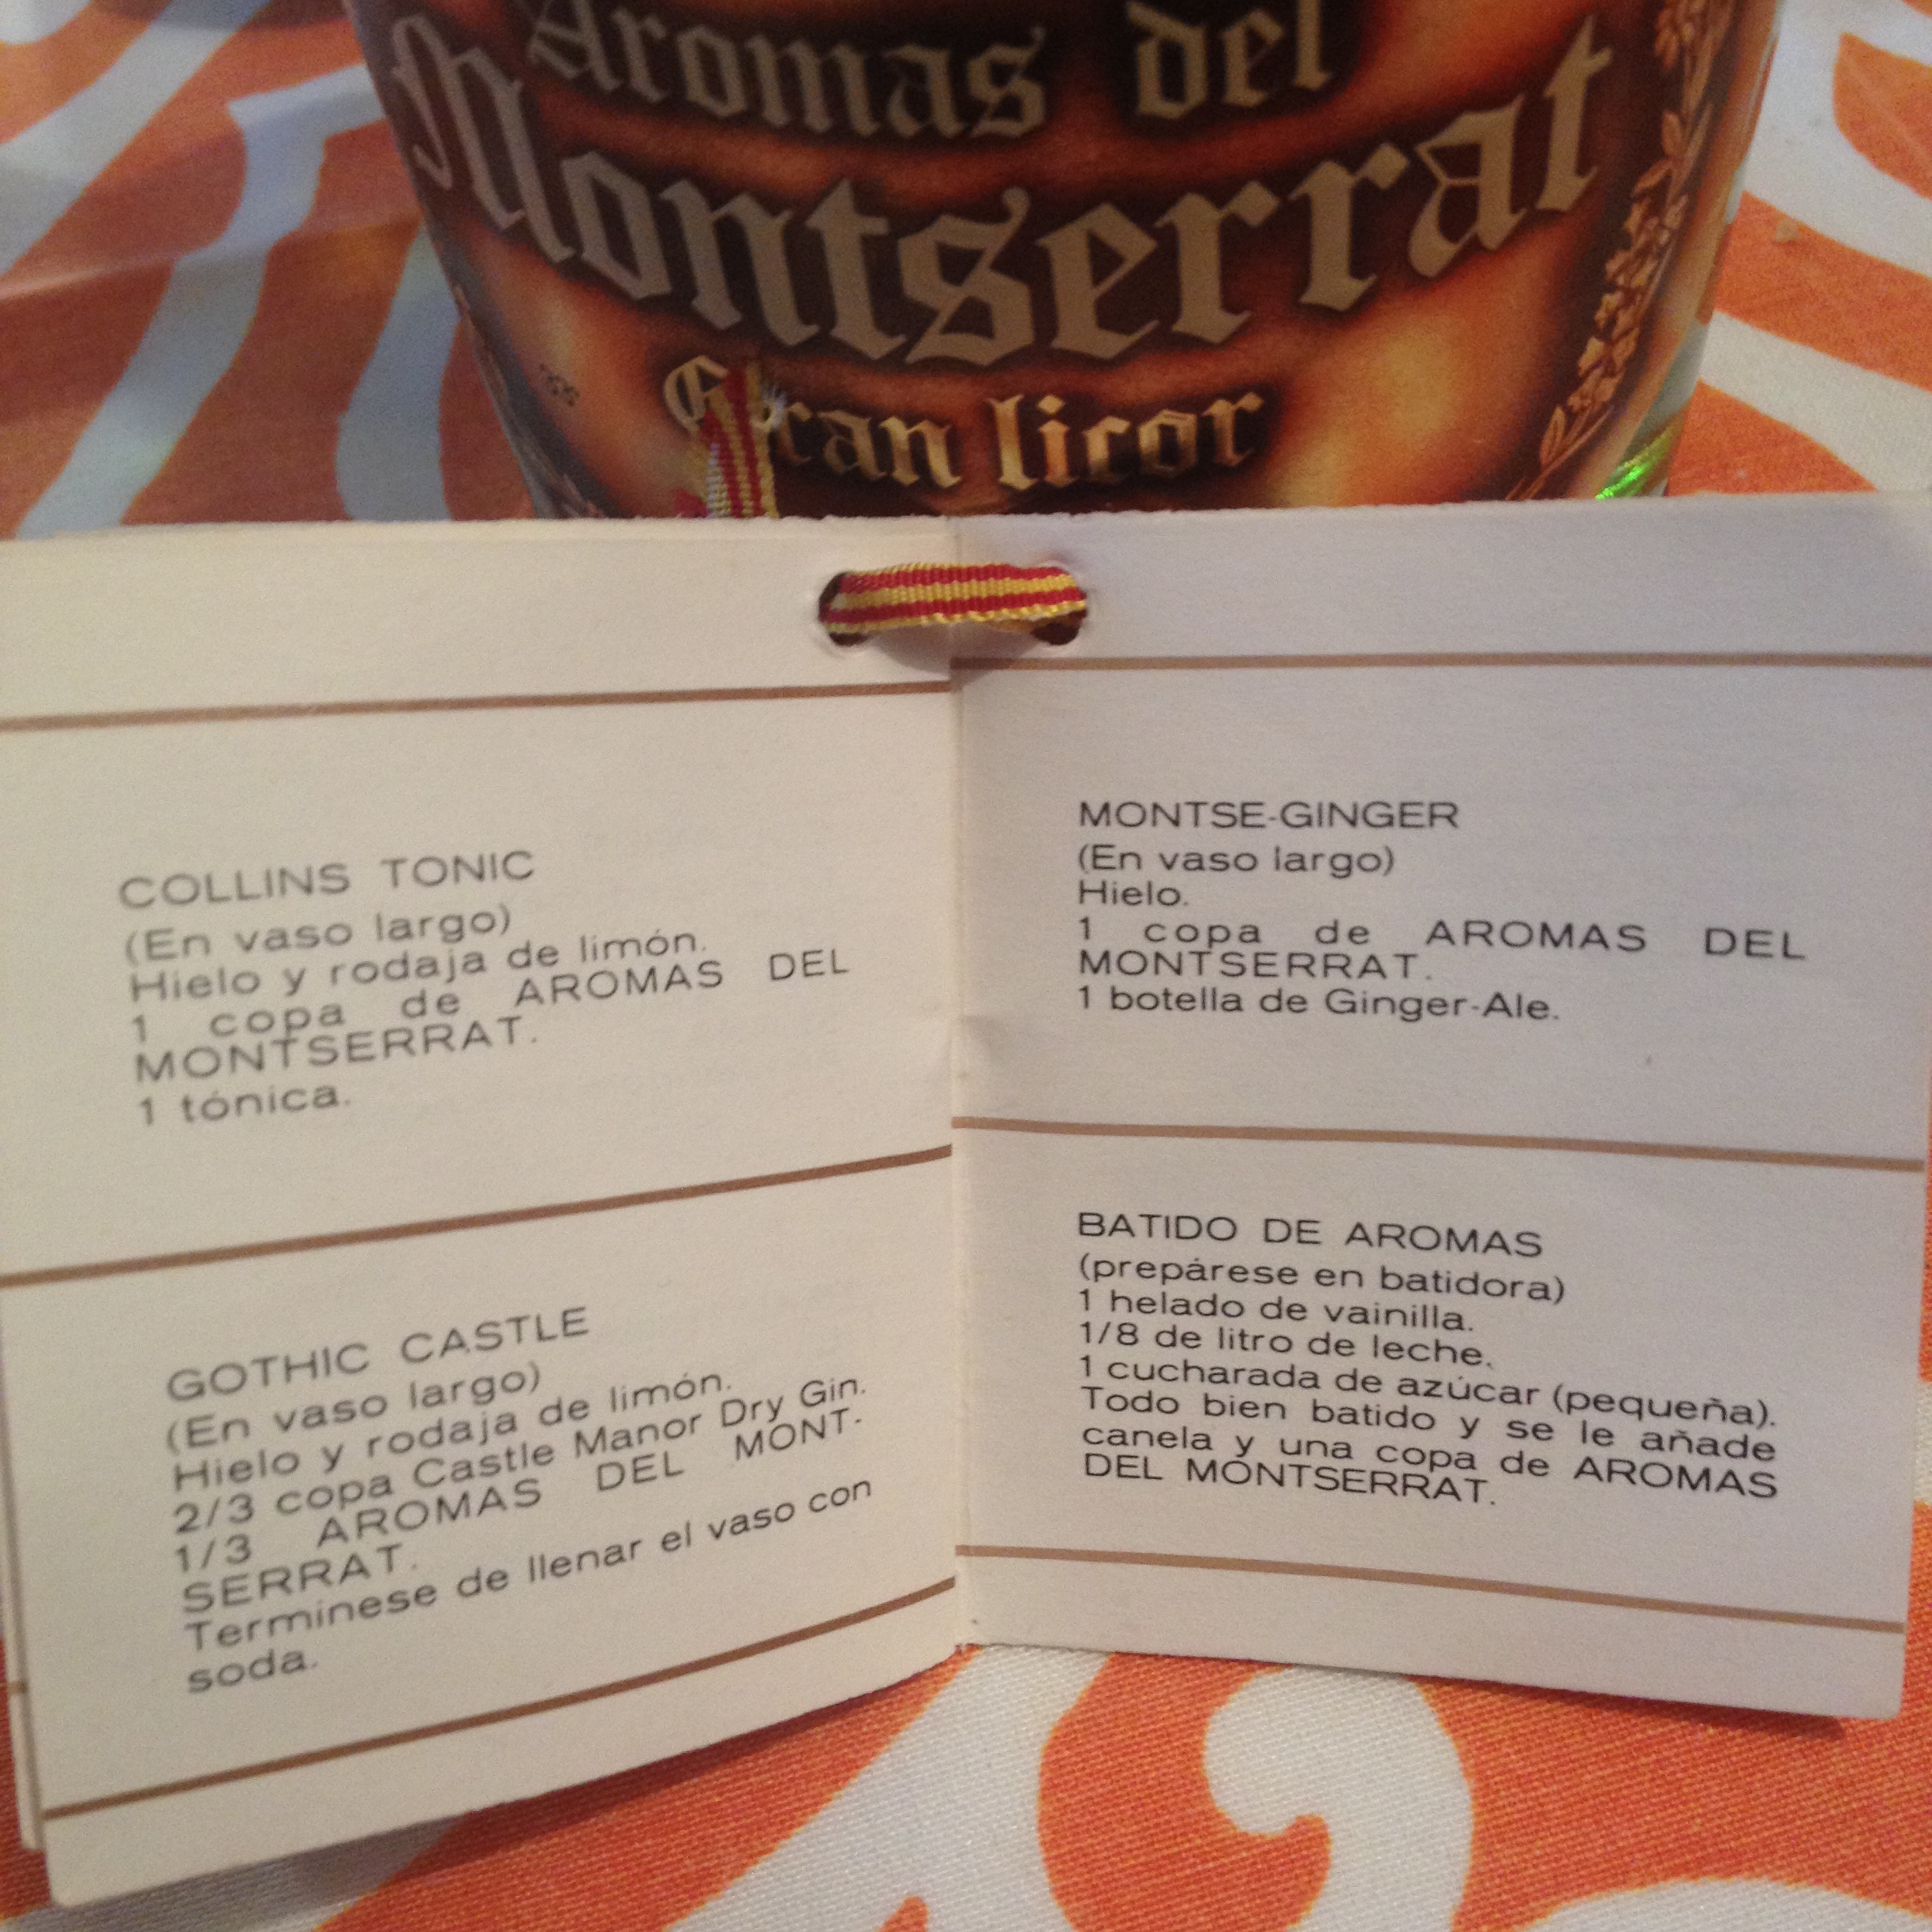 Aromas del
Montserrat
Gran licor
COLLINS TONIC
(En vaso largo)
Hielo y rodaja de limón.
1 copa de AROMAS DEL
MONTSERRAT.
1 tónica.
GOTHIC CASTLE
(En vaso largo)
Hielo y rodaja de limón.
2/3 copa Castle Manor Dry Gin.
1/3 AROMAS DEL MONT-
SERRAT.
Terminese de llenar el vaso con
soda.
MONTSE-GINGER
(En vaso largo)
Hielo.
1 copa de AROMAS DEL
MONTSERRAT.
1 botella de Ginger-Ale.
BATIDO DE AROMAS
(prepárese en batidora)
1 helado de vainilla.
1/8 de litro de leche.
1 cucharada de azúcar (pequeña).
Todo bien batido y se le añade
canela y una copa de AROMAS
DEL MONTSERRAT.